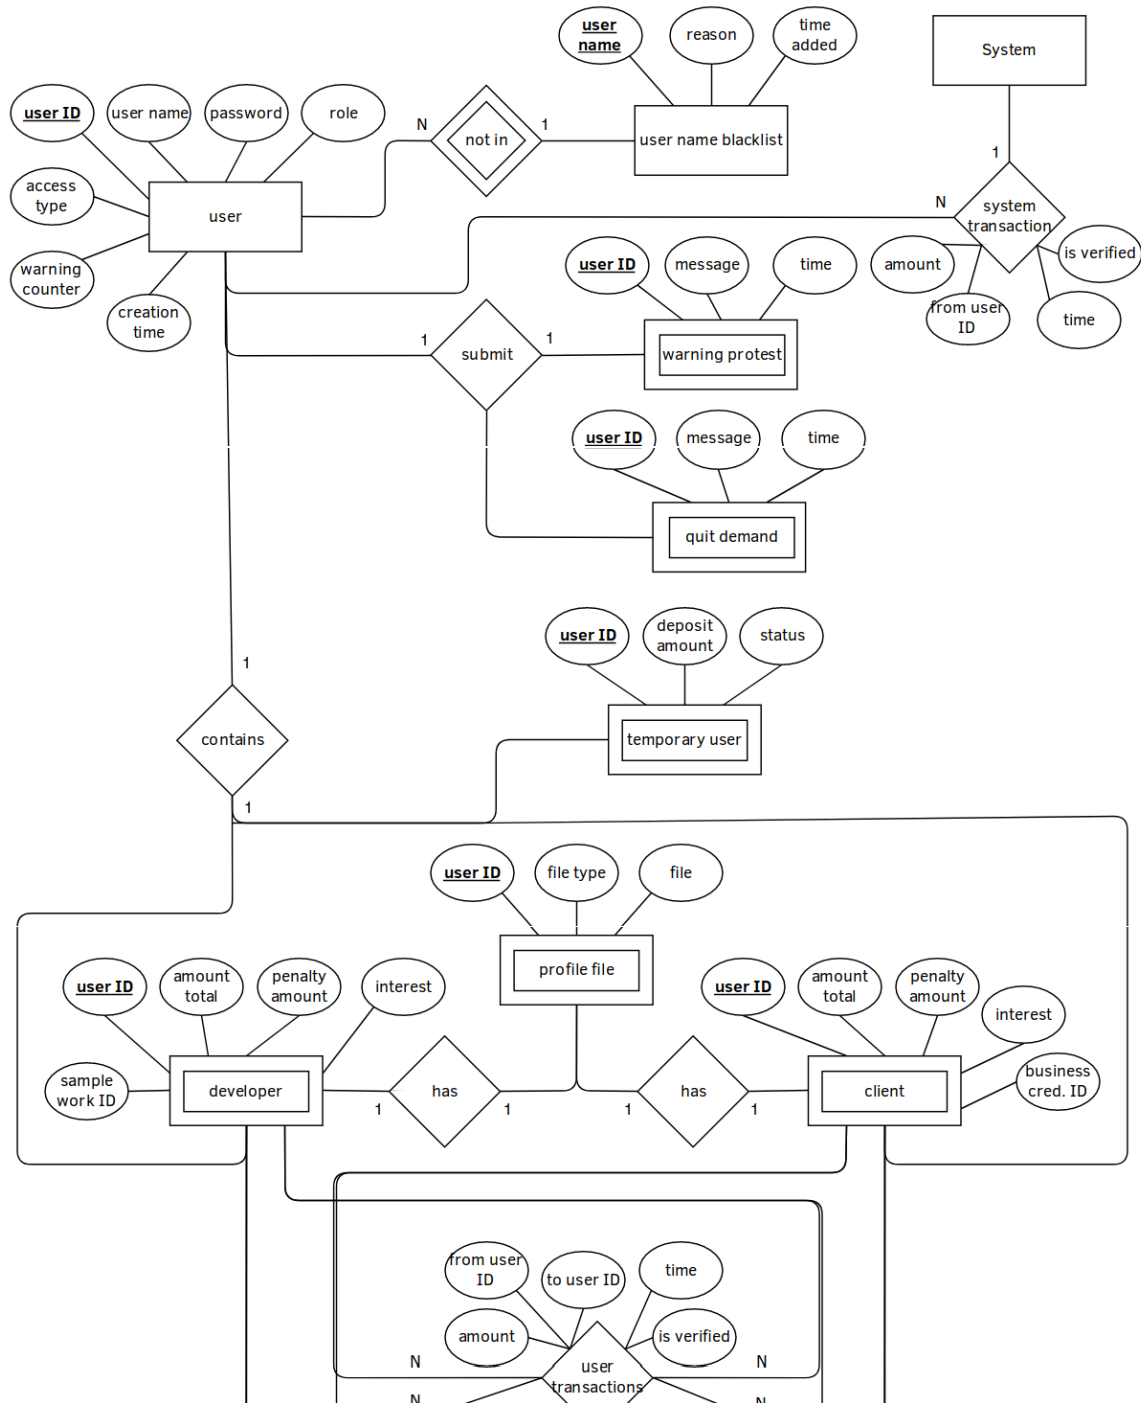 user
name
reason
time
added
System
user ID
user name
password
role
N
not in
1
user name blacklist
1
access
type
user
N
system
transaction
warning
counter
creation
time
user ID
message
time
amount
is verified
from user
ID
time
1
submit
1
warning protest
user ID
message
time
quit demand
user ID
deposit
amount
status
1
contains
temporary user
1
user ID
file type
file
profile file
user ID
amount
total
penalty
amount
interest
user ID
amount
total
penalty
amount
interest
sample
work ID
developer
has
has
client
business
cred. ID
1
1
1
1
from user
ID
to user ID
time
amount
is verified
N
user
transactions
N
N
N